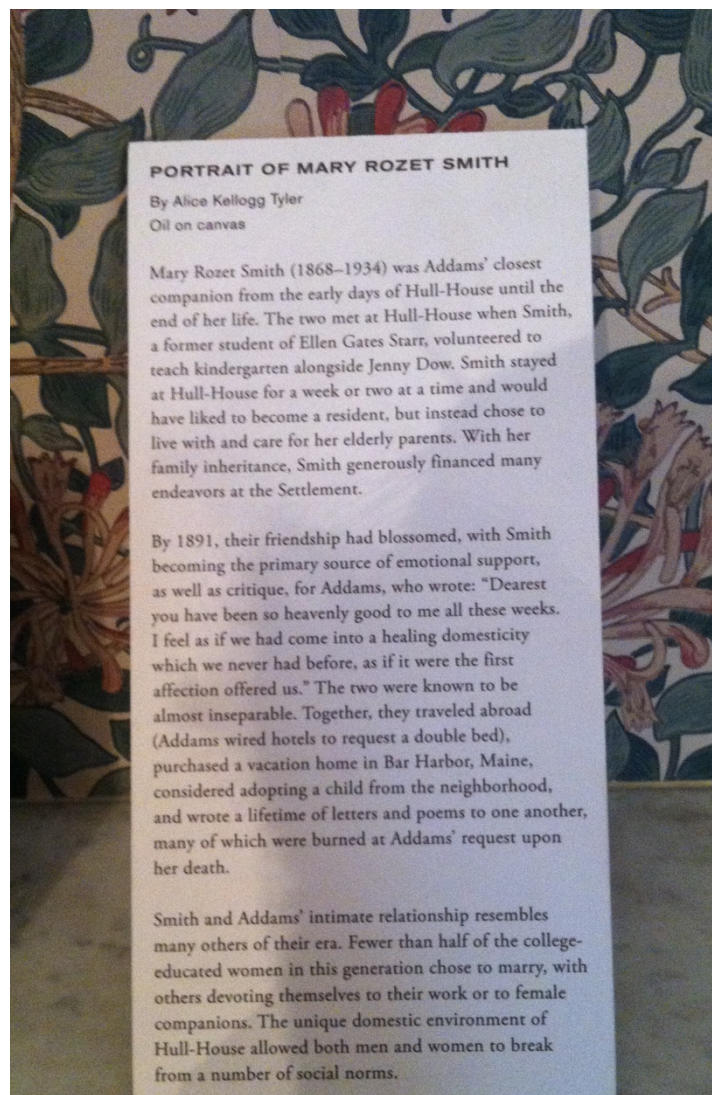 PORTRAIT OF MARY ROZET SMITH
By Alice Kellogg Tyler
Oil on canvas
Mary Rozet Smith (1868–1934) was Addams' closest
companion from the early days of Hull-House until the
end of her life. The two met at Hull-House when Smith,
a former student of Ellen Gates Starr, volunteered to
teach kindergarten alongside Jenny Dow. Smith stayed
at Hull-House for a week or two at a time and would
have liked to become a resident, but instead chose to
live with and care for her elderly parents. With her
family inheritance, Smith generously financed many
endeavors at the Settlement.
By 1891, their friendship had blossomed, with Smith
becoming the primary source of emotional support,
as well as critique, for Addams, who wrote: “Dearest
you have been so heavenly good to me all these weeks.
I feel as if we had come into a healing domesticity
which we never had before, as if it were the first
affection offered us.” The two were known to be
almost inseparable. Together, they traveled abroad
(Addams wired hotels to request a double bed),
purchased a vacation home in Bar Harbor, Maine,
considered adopting a child from the neighborhood,
and wrote a lifetime of letters and poems to one another,
many of which were burned at Addams' request upon
her death.
Smith and Addams' intimate relationship resembles
many others of their era. Fewer than half of the college-
educated women in this generation chose to marry, with
others devoting themselves to their work or to female
companions. The unique domestic environment of
Hull-House allowed both men and women to break
from a number of social norms.